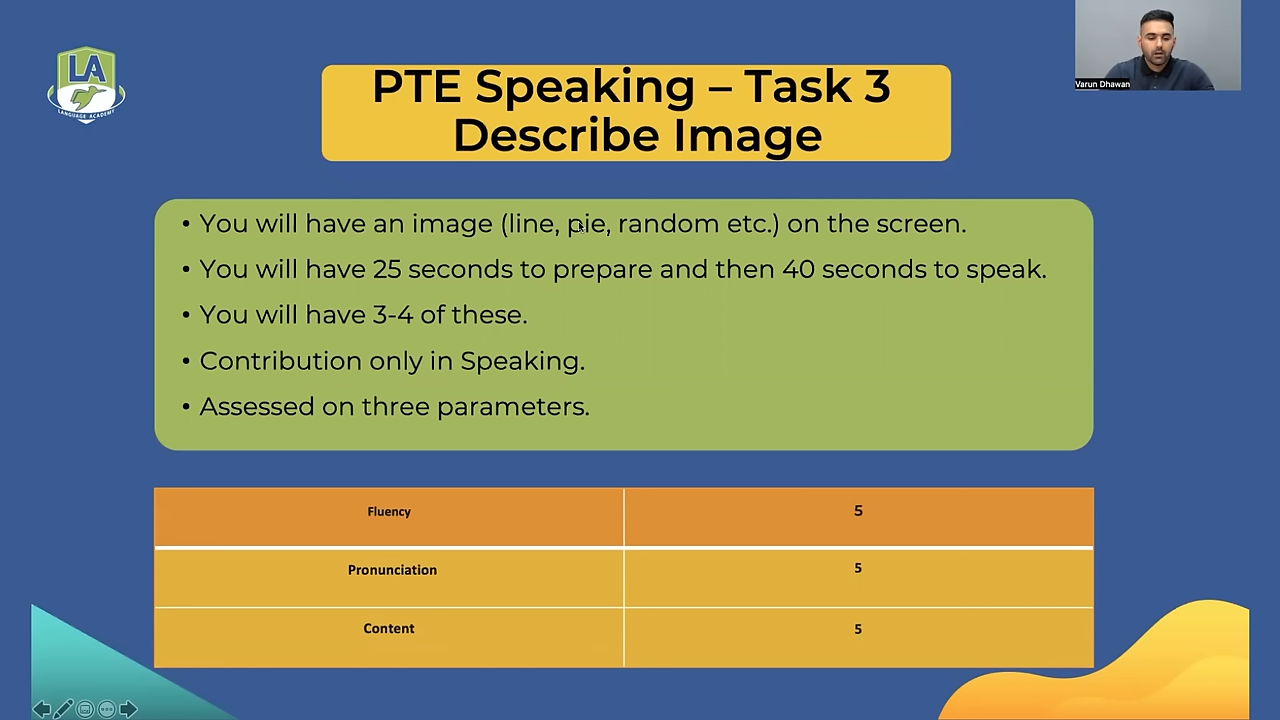 LA
LANGUAGE ACADEMY
Varun Dhawan
PTE Speaking – Task 3
Describe Image
• You will have an image (line, pie, random etc.) on the screen.
• You will have 25 seconds to prepare and then 40 seconds to speak.
• You will have 3-4 of these.
• Contribution only in Speaking.
• Assessed on three parameters.
Fluency 5
Pronunciation 5
Content 5